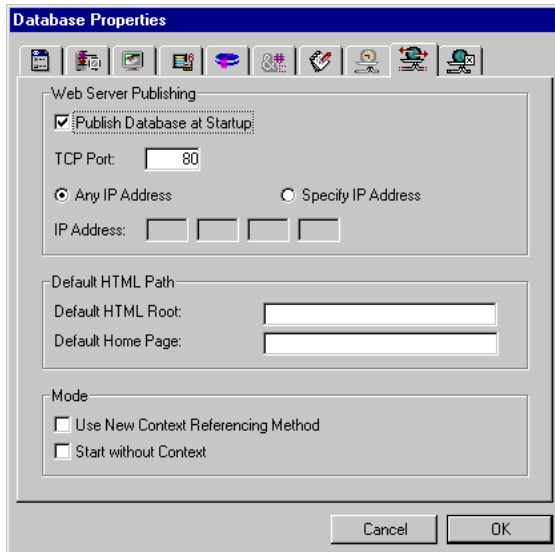 Database Properties
&#
Web Server Publishing
Publish Database at Startup
TCP Port: 80
Any IP Address Specify IP Address
IP Address:
Default HTML Path
Default HTML Root:
Default Home Page:
Mode
Use New Context Referencing Method
Start without Context
Cancel OK